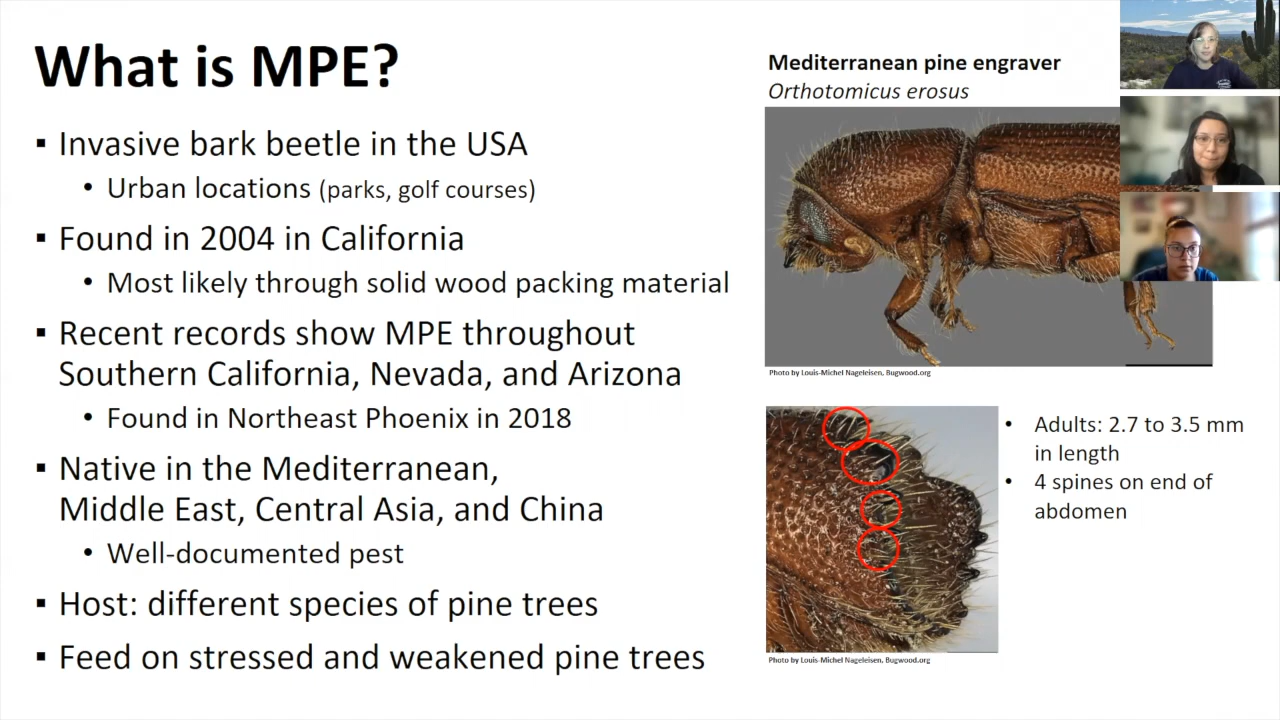 What is MPE?
▪ Invasive bark beetle in the USA
• Urban locations (parks, golf courses)
▪ Found in 2004 in California
• Most likely through solid wood packing material
▪ Recent records show MPE throughout
Southern California, Nevada, and Arizona
• Found in Northeast Phoenix in 2018
▪ Native in the Mediterranean,
Middle East, Central Asia, and China
• Well-documented pest
▪ Host: different species of pine trees
▪ Feed on stressed and weakened pine trees
Mediterranean pine engraver
Orthotomicus erosus
Photo by Louis-Michel Nageleisen, Bugwood.org
• Adults: 2.7 to 3.5 mm
in length
• 4 spines on end of
abdomen
Photo by Louis-Michel Nageleisen, Bugwood.org